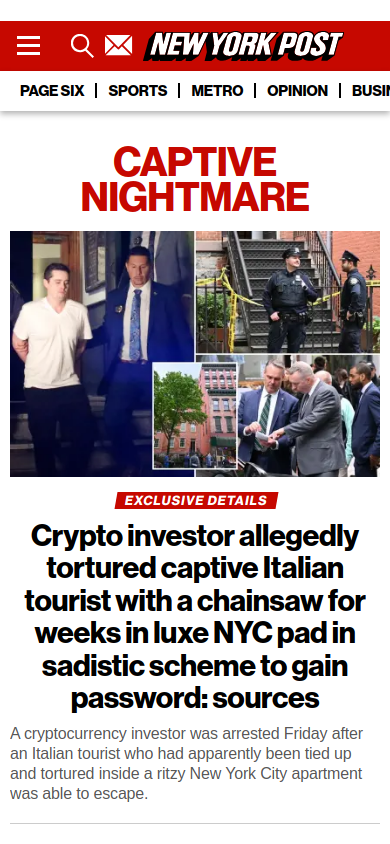 NEW YORK POST
PAGE SIX
SPORTS
METRO
OPINION
BUSI
CAPTIVE
NIGHTMARE
EXCLUSIVE DETAILS
Crypto investor allegedly
tortured captive Italian
tourist with a chainsaw for
weeks in luxe NYC pad in
sadistic scheme to gain
password: sources
A cryptocurrency investor was arrested Friday after
an Italian tourist who had apparently been tied up
and tortured inside a ritzy New York City apartment
was able to escape.